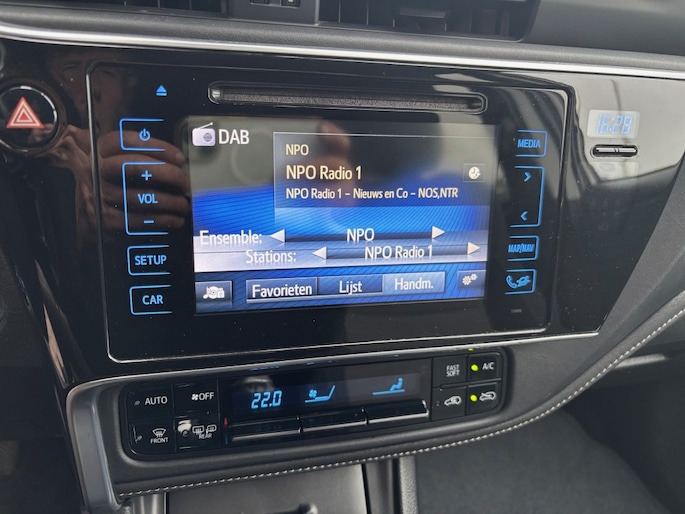 DAB
NPO
NPO Radio 1
NPO Radio 1 - Nieuws en Co - NOS,NTR
Ensemble: NPO
Stations: NPO Radio 1
Favorieten Lijst Handm.
+
VOL
-
SETUP
CAR
MEDIA
MAP/NAV
AUTO
OFF
22.0
FAST
SOFT
A/C
FRONT
REAR